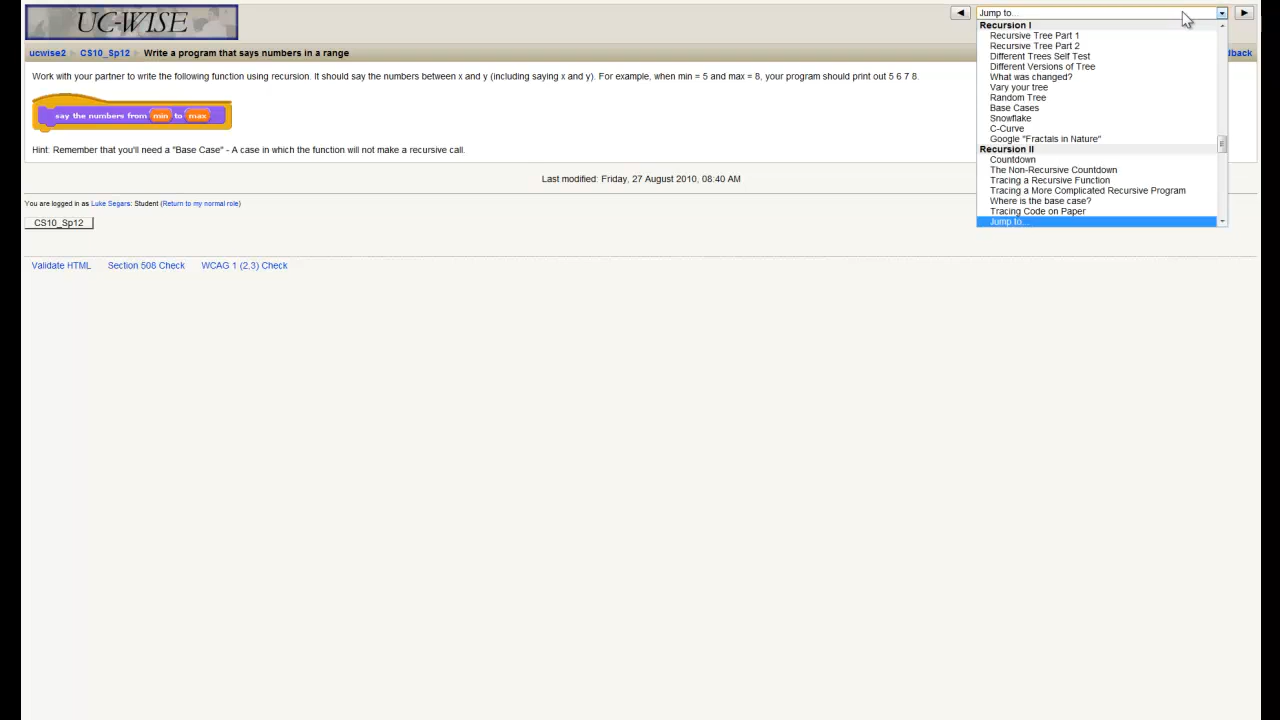 UC-WISE
Jump to...
ucwise2 CS10_Sp12 Write a program that says numbers in a range
dback
Work with your partner to write the following function using recursion. It should say the numbers between x and y (including saying x and y). For example, when min = 5 and max = 8, your program should print out 5 6 7 8.
say the numbers from min to max
Hint: Remember that you'll need a "Base Case" - A case in which the function will not make a recursive call.
Last modified: Friday, 27 August 2010, 08:40 AM
You are logged in as Luke Segars: Student (Return to my normal role)
CS10_Sp12
Validate HTML Section 508 Check WCAG 1 (2,3) Check
Recursion I
Recursive Tree Part 1
Recursive Tree Part 2
Different Trees Self Test
Different Versions of Tree
What was changed?
Vary your tree
Random Tree
Base Cases
Snowflake
C-Curve
Google "Fractals in Nature"
Recursion II
Countdown
The Non-Recursive Countdown
Tracing a Recursive Function
Tracing a More Complicated Recursive Program
Where is the base case?
Tracing Code on Paper
Jump to...